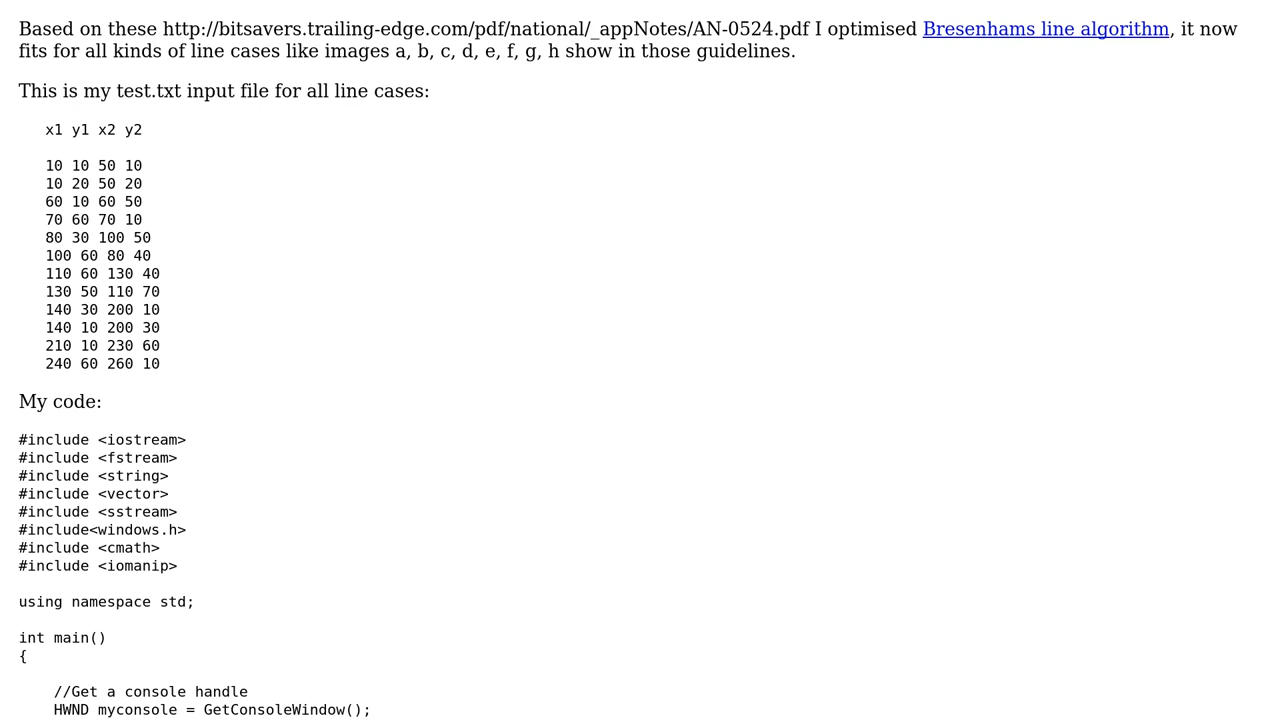 Based on these http://bitsavers.trailing-edge.com/pdf/national/_appNotes/AN-0524.pdf I optimised Bresenhams line algorithm, it now
fits for all kinds of line cases like images a, b, c, d, e, f, g, h show in those guidelines.
This is my test.txt input file for all line cases:
x1 y1 x2 y2
10 10 50 10
10 20 50 20
60 10 60 50
70 60 70 10
80 30 100 50
100 60 80 40
110 60 130 40
130 50 110 70
140 30 200 10
140 10 200 30
210 10 230 60
240 60 260 10
My code:
#include <iostream>
#include <fstream>
#include <string>
#include <vector>
#include <sstream>
#include<windows.h>
#include <cmath>
#include <iomanip>
using namespace std;
int main()
{
//Get a console handle
HWND myconsole = GetConsoleWindow();